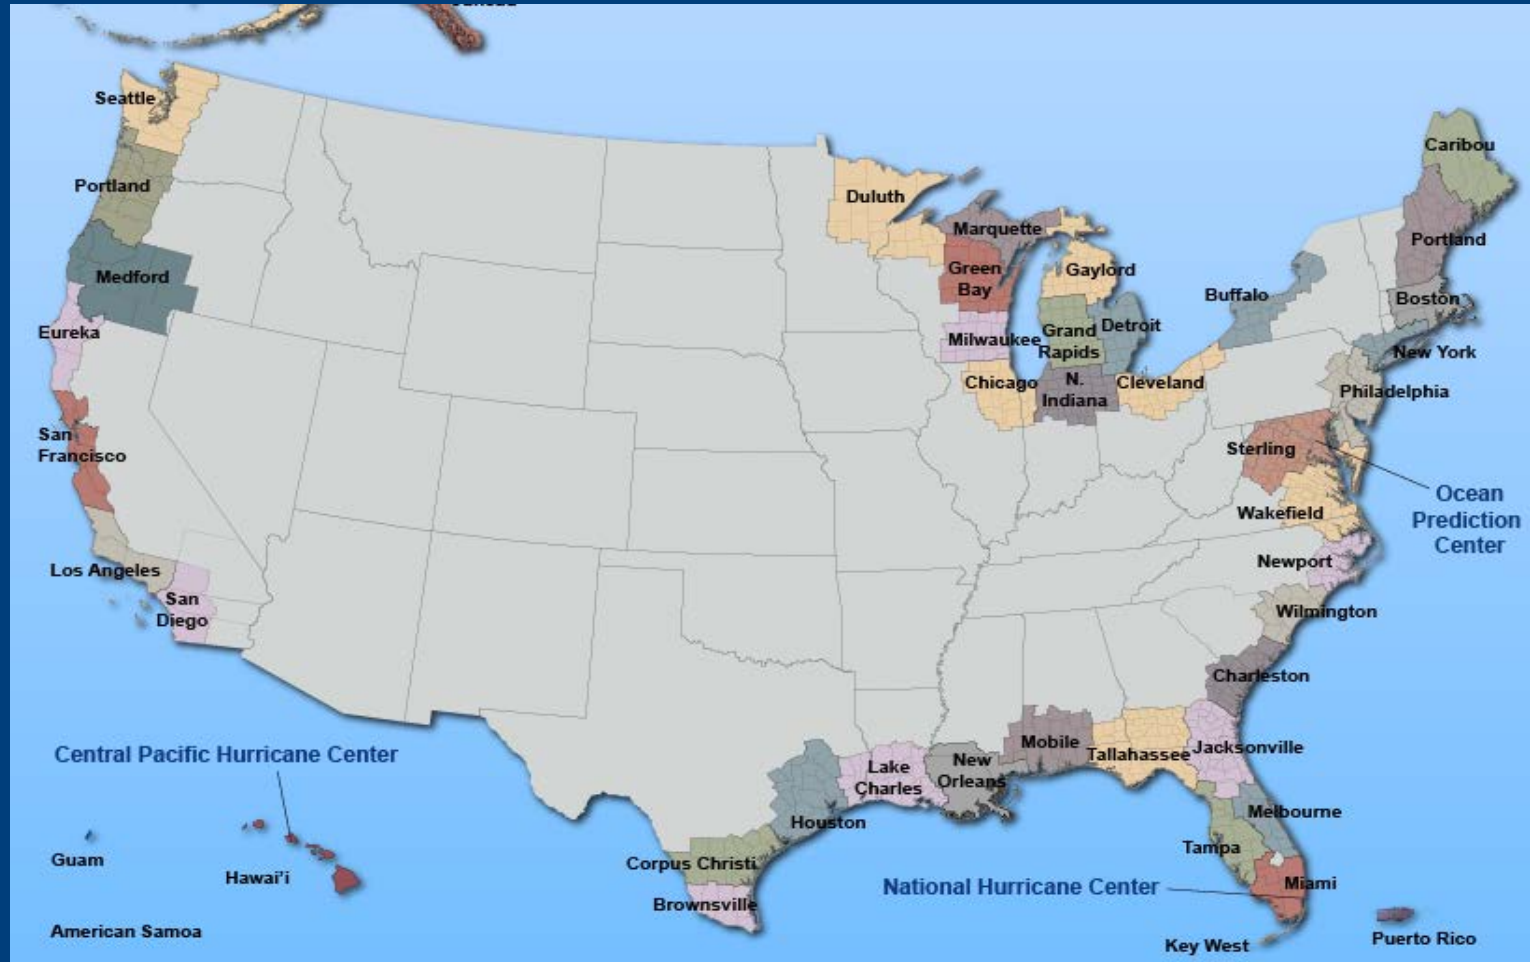 Juneau
Seattle
Portland
Medford
Eureka
San
Francisco
Los Angeles
San
Diego
Duluth
Marquette
Green
Bay
Gaylord
Milwaukee
Grand
Rapids
Detroit
Chicago
N.
Indiana
Cleveland
Buffalo
Caribou
Portland
Boston
New York
Philadelphia
Sterling
Ocean
Prediction
Center
Wakefield
Newport
Wilmington
Charleston
Jacksonville
Tallahassee
Mobile
New
Orleans
Lake
Charles
Houston
Melbourne
Tampa
Miami
Corpus Christi
Brownsville
National Hurricane Center
Key West
Puerto Rico
Central Pacific Hurricane Center
Guam
Hawai'i
American Samoa